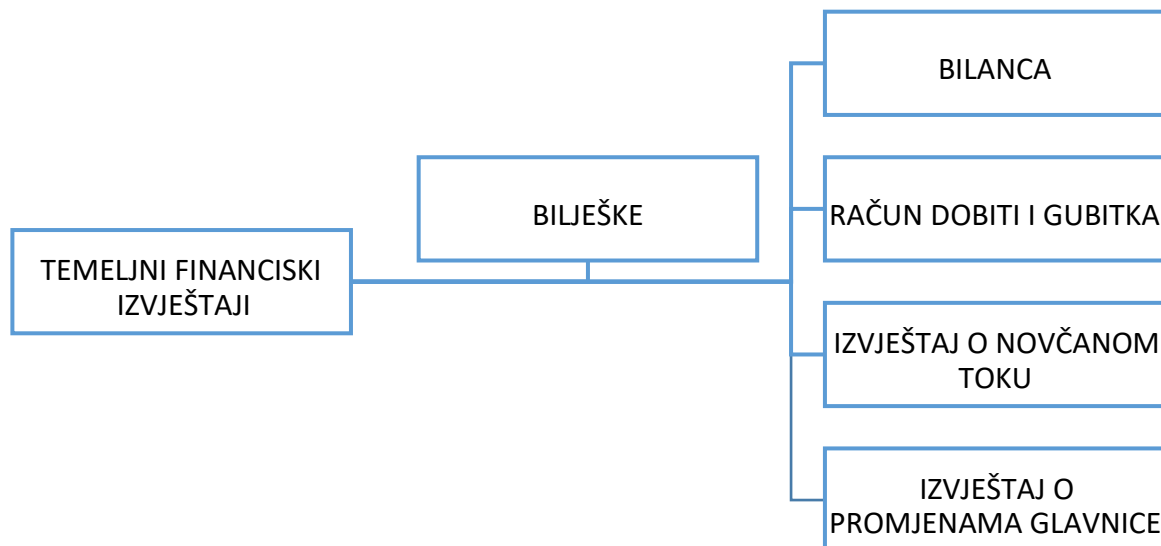 TEMELJNI FINANCISKI
IZVJEŠTAJI
BILJEŠKE
BILANCA
RAČUN DOBITI I GUBITKA
IZVJEŠTAJ O NOVČANOM
TOKU
IZVJEŠTAJ O
PROMJENAMA GLAVNICE